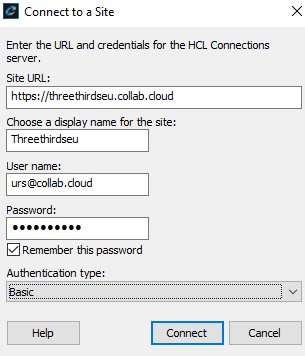 Connect to a Site
Enter the URL and credentials for the HCL Connections
server.
Site URL:
https://threethirdseu.collab.cloud
Choose a display name for the site:
Threethirdseu
User name:
urs@collab.cloud
Password:
●●●●●●●●●●
Remember this password
Authentication type:
Basic
Help
Connect
Cancel